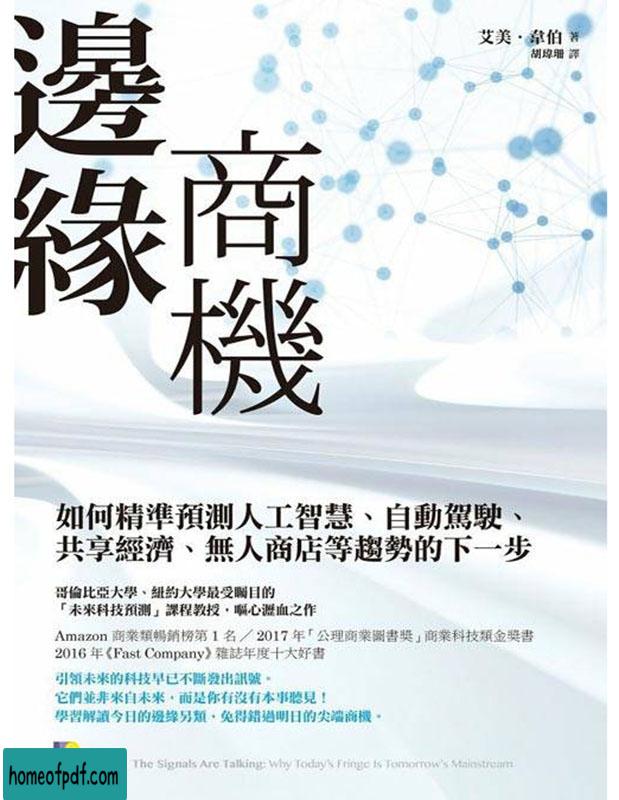 邊緣
商機
艾美・韋伯 著
胡瑋珊 譯
如何精準預測人工智慧、自動駕駛、
共享經濟、無人商店等趨勢的下一步
哥倫比亞大學、紐約大學最受矚目的
「未來科技預測」課程教授，嘔心瀝血之作
Amazon 商業類暢銷榜第 1 名／2017 年「公理商業圖書獎」商業科技類金獎書
2016 年《Fast Company》雜誌年度十大好書
引領未來的科技早已不斷發出訊號。
它們並非來自未來，而是你有沒有本事聽見！
學習解讀今日的邊緣另類，免得錯過明日的尖端商機。
The Signals Are Talking: Why Today's Fringe Is Tomorrow's Mainstream
homeofpdf.com